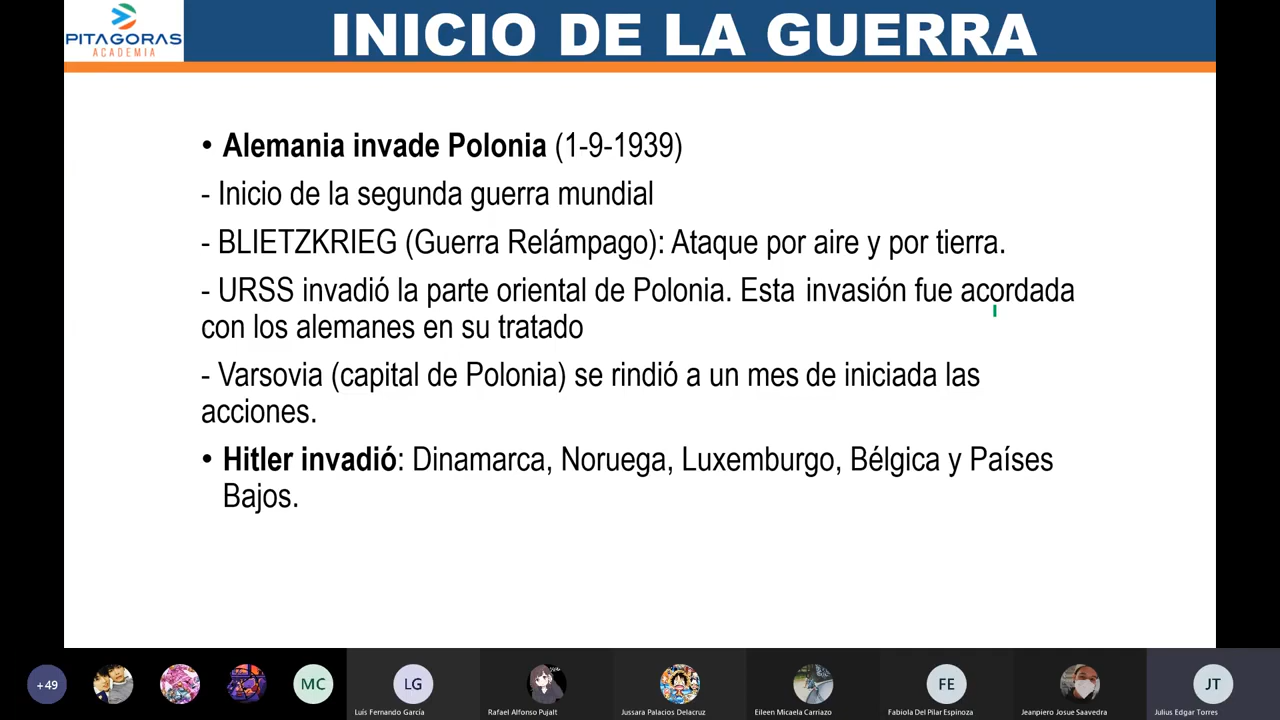 PITAGORAS
ACADEMIA
INICIO DE LA GUERRA
• Alemania invade Polonia (1-9-1939)
- Inicio de la segunda guerra mundial
- BLIETZKRIEG (Guerra Relámpago): Ataque por aire y por tierra.
- URSS invadió la parte oriental de Polonia. Esta invasión fue acordada
con los alemanes en su tratado
- Varsovia (capital de Polonia) se rindió a un mes de iniciada las
acciones.
• Hitler invadió: Dinamarca, Noruega, Luxemburgo, Bélgica y Países
Bajos.
+49
MC
LG
FE
JT
Luís Fernando García
Rafael Alfonso Pujalt
Jussara Palacios Delacruz
Eileen Micaela Carriazo
Fabiola Del Pilar Espinoza
Jeanpiero Josue Saavedra
Julius Edgar Torres